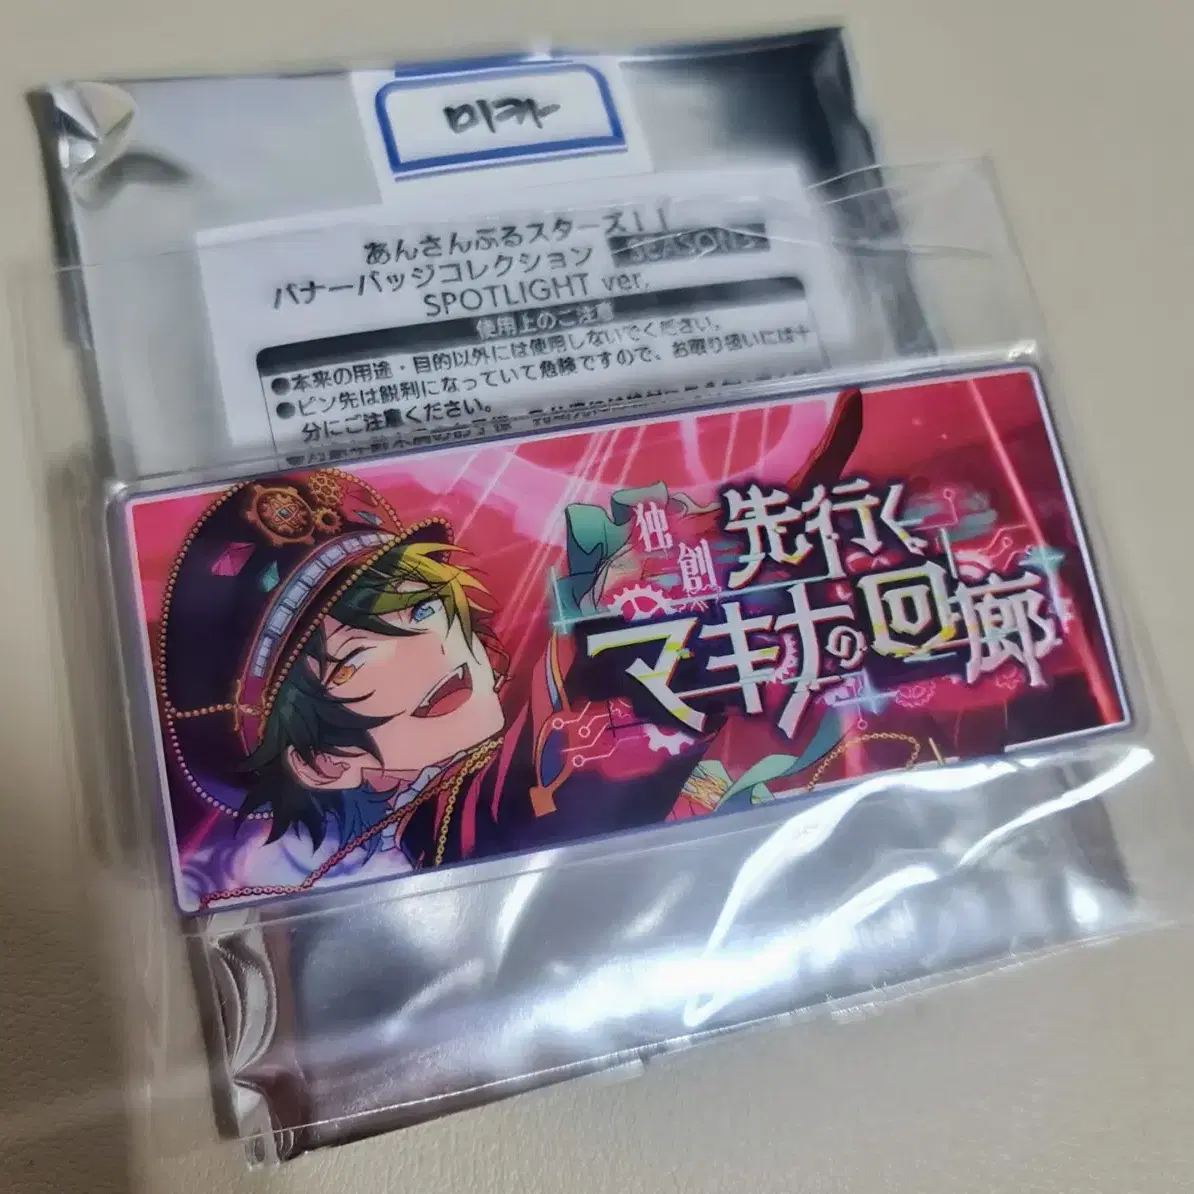 미카
あんさんぶるスターズ！！
バナーバッジコレクション SEASON5
SPOTLIGHT ver.
使用上のご注意
●本来の用途・目的以外には使用しないでください。
●ピン先は鋭利になっていて危険ですので、お取り扱いには十
分にご注意ください。
独創
先行く
マキナの回廊